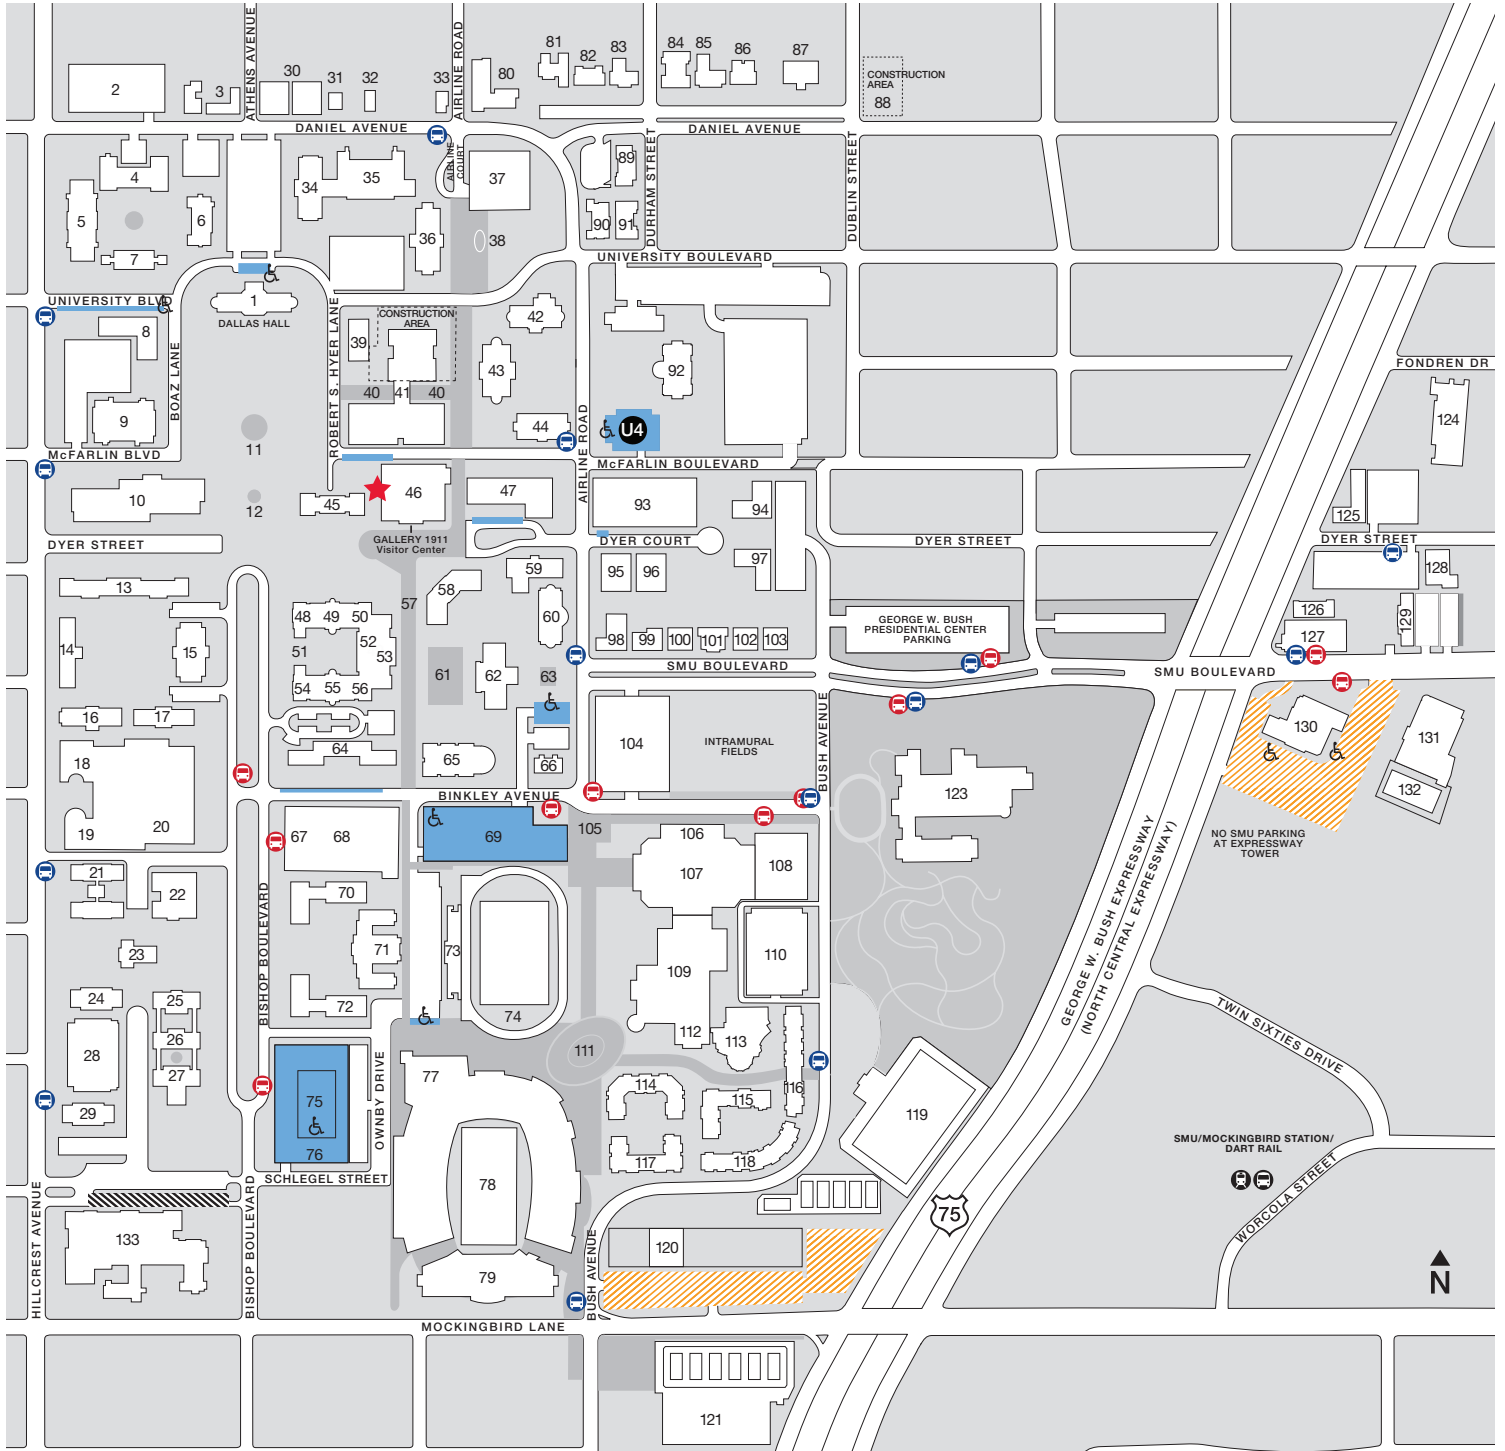 ATHENS AVENUE
AIRLINE ROAD
81
82
83
84
85
86
87
2
3
30
31
32
33
80
CONSTRUCTION
AREA
88
DANIEL AVENUE
DANIEL AVENUE
AIRLINE
COURT
DURHAM STREET
DUBLIN STREET
4
5
6
7
34
35
36
37
38
89
90
91
UNIVERSITY BOULEVARD
UNIVERSITY BLVD
1
DALLAS HALL
BOAZ LANE
ROBERT S. HYER LANE
CONSTRUCTION
AREA
8
9
39
40
41
40
42
43
44
92
U4
AIRLINE ROAD
FONDREN DR
124
11
12
McFARLIN BLVD
McFARLIN BOULEVARD
10
45
46
47
93
94
GALLERY 1911
Visitor Center
DYER STREET
DYER COURT
DYER STREET
DYER STREET
125
128
13
14
15
16
17
48
49
50
51
52
53
54
55
56
57
58
59
60
61
62
63
95
96
97
98
99
100
101
102
103
GEORGE W. BUSH
PRESIDENTIAL CENTER
PARKING
126
127
129
SMU BOULEVARD
SMU BOULEVARD
BUSH AVENUE
64
65
66
104
INTRAMURAL
FIELDS
130
131
132
18
19
20
BINKLEY AVENUE
123
NO SMU PARKING
AT EXPRESSWAY
TOWER
67
68
69
105
106
107
108
21
22
23
24
25
26
27
28
29
BISHOP BOULEVARD
70
71
72
73
74
109
110
111
112
113
GEORGE W. BUSH EXPRESSWAY
(NORTH CENTRAL EXPRESSWAY)
TWIN SIXTIES DRIVE
75
76
OWNBY DRIVE
77
78
79
114
115
116
117
118
119
SCHLEGEL STREET
SMU/MOCKINGBIRD STATION/
DART RAIL
WORCOLA STREET
75
HILLCREST AVENUE
BISHOP BOULEVARD
133
BUSH AVENUE
120
N
MOCKINGBIRD LANE
121